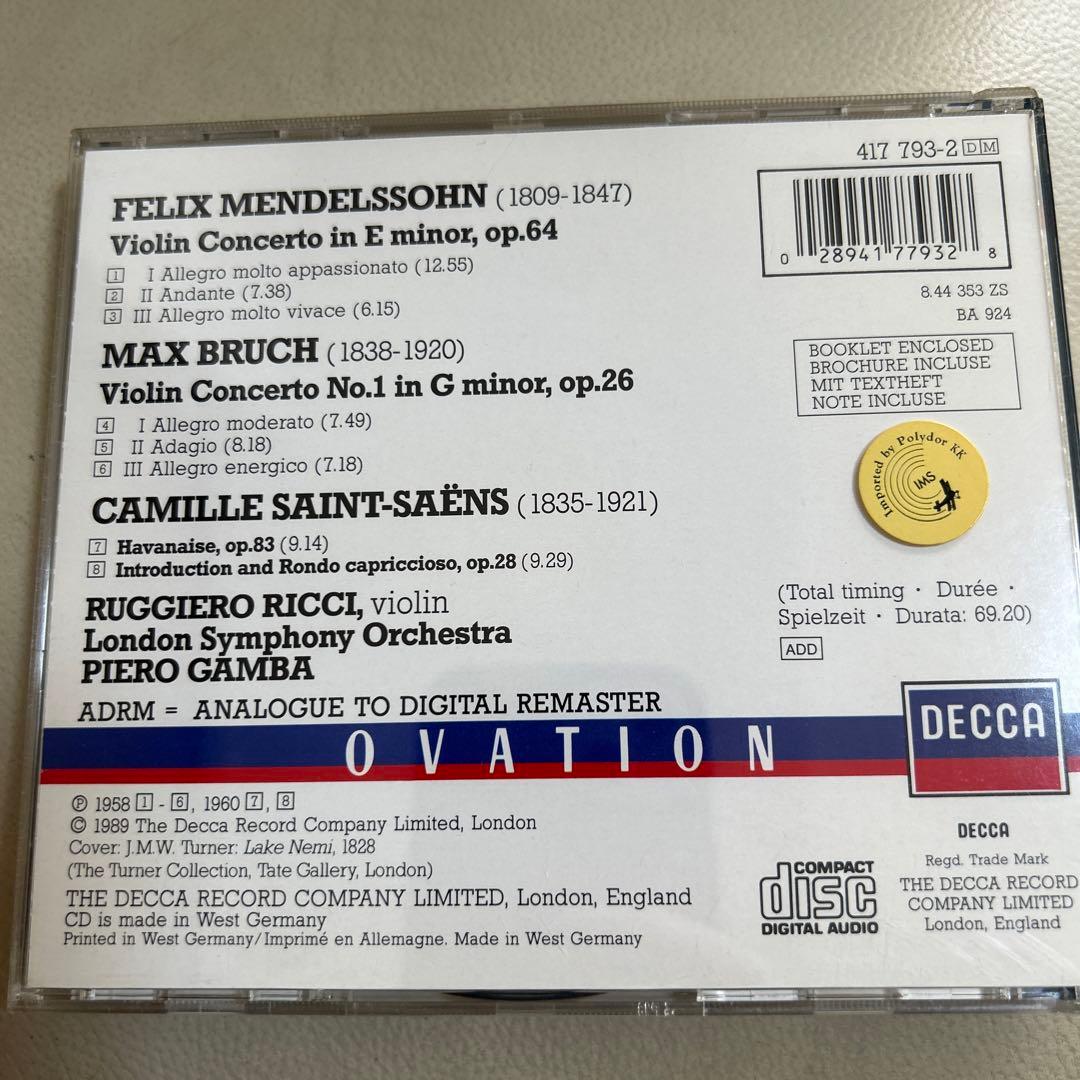 417 793-2 DM
FELIX MENDELSSOHN (1809-1847)
Violin Concerto in E minor, op.64
1 I Allegro molto appassionato (12.55)
2 II Andante (7.38)
3 III Allegro molto vivace (6.15)
0 28941 77932 8
8.44 353 ZS
BA 924
MAX BRUCH (1838-1920)
Violin Concerto No.1 in G minor, op.26
4 I Allegro moderato (7.49)
5 II Adagio (8.18)
6 III Allegro energico (7.18)
BOOKLET ENCLOSED
BROCHURE INCLUSE
MIT TEXTHEFT
NOTE INCLUSE
Imported by Polydor KK
IMS
CAMILLE SAINT-SAËNS (1835-1921)
7 Havanaise, op.83 (9.14)
8 Introduction and Rondo capriccioso, op.28 (9.29)
RUGGIERO RICCI, violin
London Symphony Orchestra
PIERO GAMBA
(Total timing · Durée ·
Spielzeit · Durata: 69.20)
ADD
ADRM = ANALOGUE TO DIGITAL REMASTER
OVATION
DECCA
℗ 1958 1 - 6, 1960 7, 8
© 1989 The Decca Record Company Limited, London
Cover: J.M.W. Turner: Lake Nemi, 1828
(The Turner Collection, Tate Gallery, London)
THE DECCA RECORD COMPANY LIMITED, London, England
CD is made in West Germany
Printed in West Germany/Imprimé en Allemagne. Made in West Germany
COMPACT
disc
DIGITAL AUDIO
DECCA
Regd. Trade Mark
THE DECCA RECORD
COMPANY LIMITED
London, England